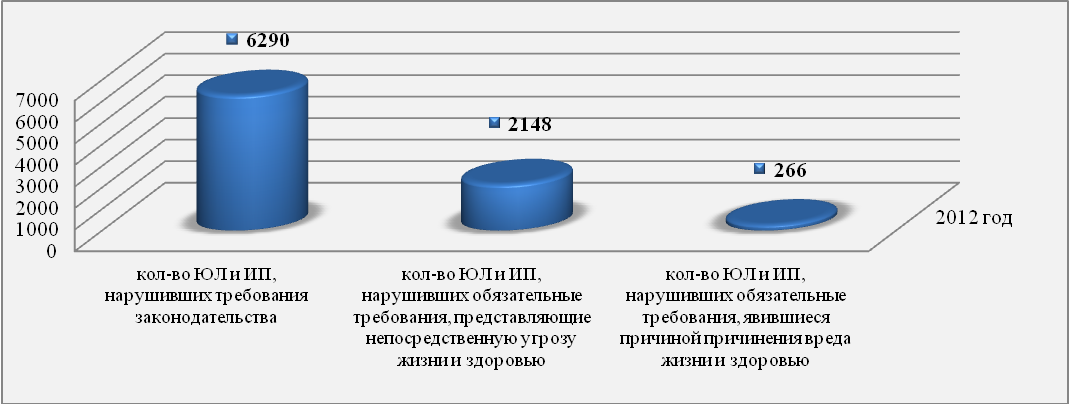 6290
2148
266
7000
6000
5000
4000
3000
2000
1000
0
2012 год
кол-во ЮЛ и ИП,
нарушивших требования
законодательства
кол-во ЮЛ и ИП,
нарушивших обязательные
требования, представляющие
непосредственную угрозу
жизни и здоровью
кол-во ЮЛ и ИП,
нарушивших обязательные
требования, явившиеся
причиной причинения вреда
жизни и здоровью